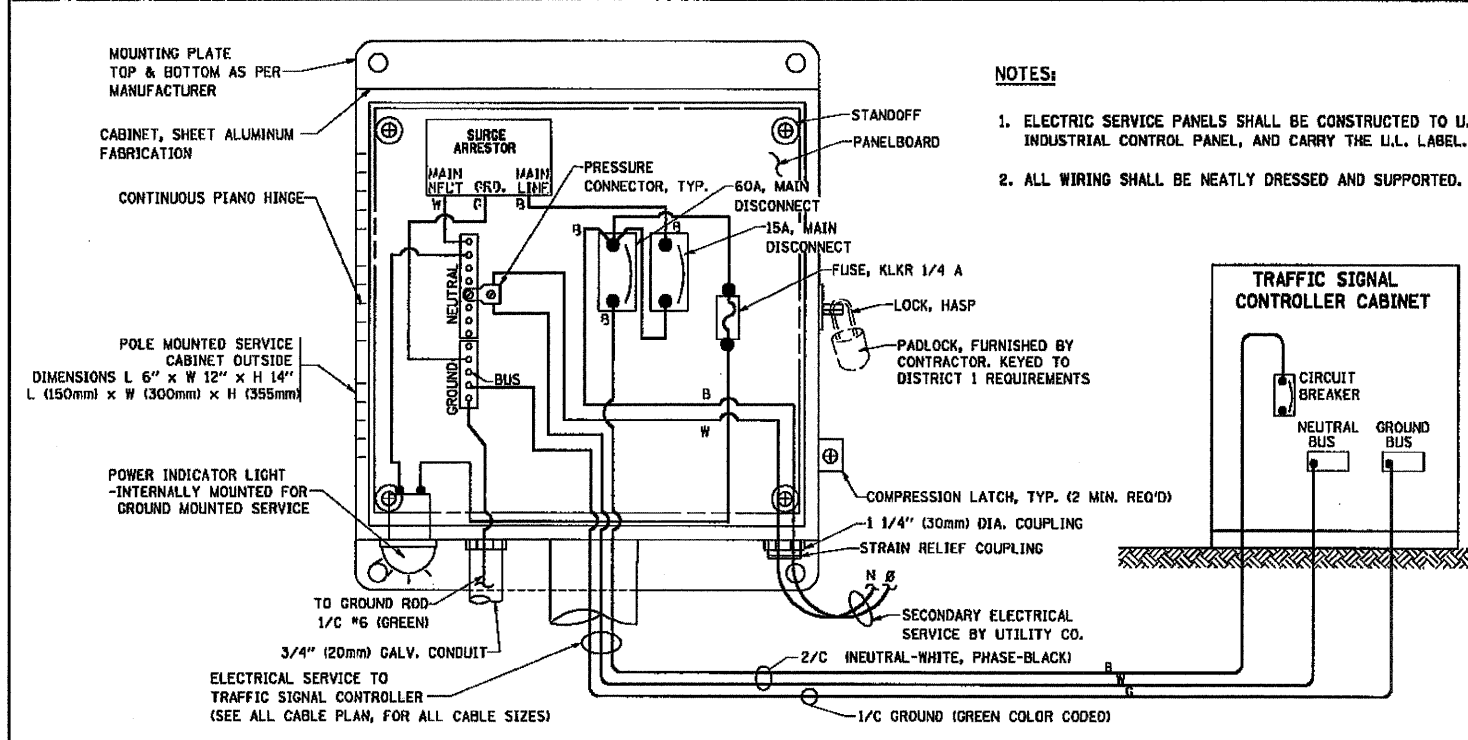 MOUNTING PLATE
TOP & BOTTOM AS PER
MANUFACTURER
CABINET, SHEET ALUMINUM
FABRICATION
CONTINUOUS PIANO HINGE
POLE MOUNTED SERVICE
CABINET OUTSIDE
DIMENSIONS L 6" x W 12" x H 14"
L (150mm) x W (300mm) x H (355mm)
POWER INDICATOR LIGHT
-INTERNALLY MOUNTED FOR
GROUND MOUNTED SERVICE
SURGE
ARRESTOR
MAIN
NEUT
GRD.
MAIN
LINE
W
G
B
PRESSURE
CONNECTOR, TYP.
60A, MAIN
DISCONNECT
15A, MAIN
DISCONNECT
STANDOFF
PANELBOARD
B
B
B
B
NEUTRAL
GROUND
BUS
FUSE, KLKR 1/4 A
LOCK, HASP
PADLOCK, FURNISHED BY
CONTRACTOR. KEYED TO
DISTRICT 1 REQUIREMENTS
B
W
COMPRESSION LATCH, TYP. (2 MIN. REQ'D)
1 1/4" (30mm) DIA. COUPLING
STRAIN RELIEF COUPLING
N Ø
SECONDARY ELECTRICAL
SERVICE BY UTILITY CO.
TO GROUND ROD
1/C #6 (GREEN)
3/4" (20mm) GALV. CONDUIT
ELECTRICAL SERVICE TO
TRAFFIC SIGNAL CONTROLLER
(SEE ALL CABLE PLAN, FOR ALL CABLE SIZES)
2/C (NEUTRAL-WHITE, PHASE-BLACK)
B
W
G
1/C GROUND (GREEN COLOR CODED)
NOTES:
1. ELECTRIC SERVICE PANELS SHALL BE CONSTRUCTED TO U.
INDUSTRIAL CONTROL PANEL, AND CARRY THE U.L. LABEL.
2. ALL WIRING SHALL BE NEATLY DRESSED AND SUPPORTED.
TRAFFIC SIGNAL
CONTROLLER CABINET
CIRCUIT
BREAKER
NEUTRAL
BUS
GROUND
BUS